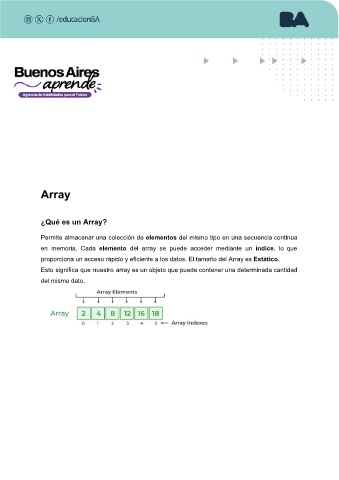 /educacionBA
BA
Buenos Aires
aprende
Agencia de Habilidades para el Futuro
Array
¿Qué es un Array?
Permite almacenar una colección de elementos del mismo tipo en una secuencia continua
en memoria. Cada elemento del array se puede acceder mediante un índice, lo que
proporciona un acceso rápido y eficiente a los datos. El tamaño del Array es Estático.
Esto significa que nuestro array es un objeto que puede contener una determinada cantidad
del mismo dato.
Array Elements
Array 2 4 8 12 16 18
0 1 2 3 4 5 Array Indexes